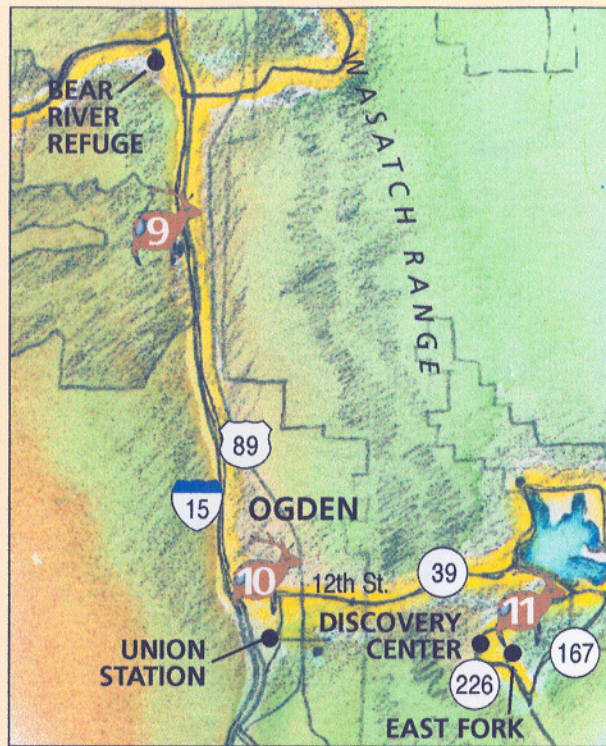 BEAR
RIVER
REFUGE
WASATCH RANGE
9
89
15
OGDEN
10
12th St.
39
11
UNION
STATION
DISCOVERY
CENTER
167
226
EAST FORK